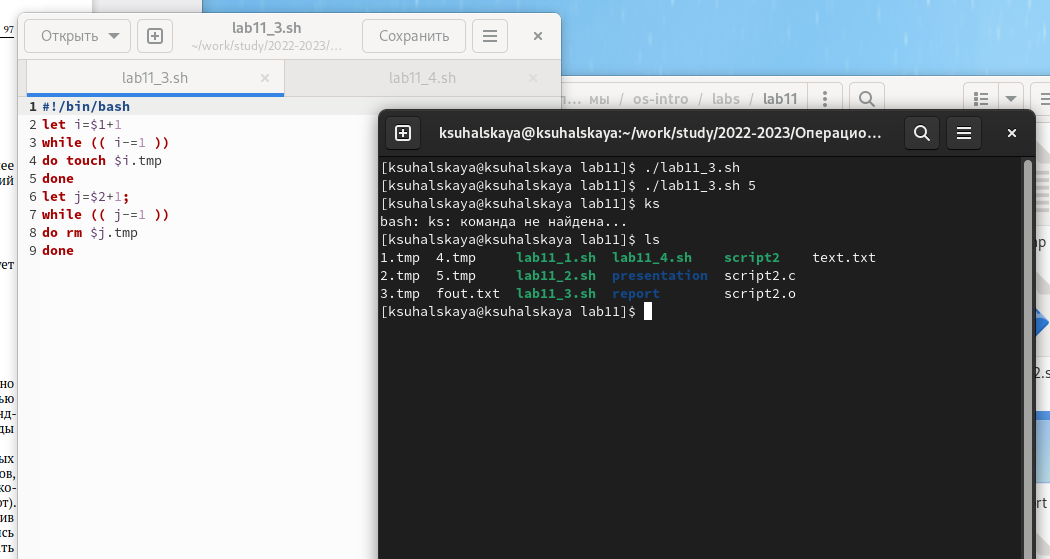 97
Открыть
lab11_3.sh
~/work/study/2022-2023/...
Сохранить
lab11_3.sh
lab11_4.sh
1 #!/bin/bash
2 let i=$1+1
3 while (( i-=1 ))
4 do touch $i.tmp
5 done
6 let j=$2+1;
7 while (( j-=1 ))
8 do rm $j.tmp
9 done
мы / os-intro / labs / lab11
ksuhalskaya@ksuhalskaya:~/work/study/2022-2023/Операцио...
[ksuhalskaya@ksuhalskaya lab11]$ ./lab11_3.sh
[ksuhalskaya@ksuhalskaya lab11]$ ./lab11_3.sh 5
[ksuhalskaya@ksuhalskaya lab11]$ ks
bash: ks: команда не найдена...
[ksuhalskaya@ksuhalskaya lab11]$ ls
1.tmp 4.tmp lab11_1.sh lab11_4.sh script2 text.txt
2.tmp 5.tmp lab11_2.sh presentation script2.c
3.tmp fout.txt lab11_3.sh report script2.o
[ksuhalskaya@ksuhalskaya lab11]$